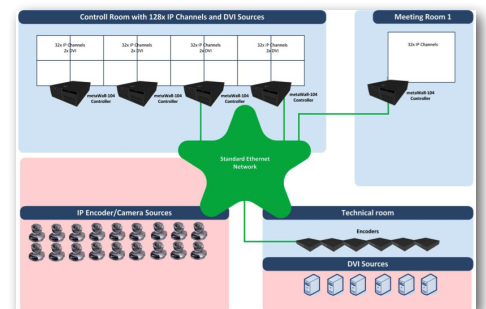 Controll Room with 128x IP Channels and DVI Sources
32x IP Channels
2x DVI
32x IP Channels
2x DVI
32x IP Channels
2x DVI
32x IP Channels
2x DVI
metaWall-104
Controller
metaWall-104
Controller
metaWall-104
Controller
metaWall-104
Controller
Meeting Room 1
32x IP Channels
2x DVI
metaWall-104
Controller
Standard Ethernet
Network
IP Encoder/Camera Sources
Technical room
Encoders
DVI Sources